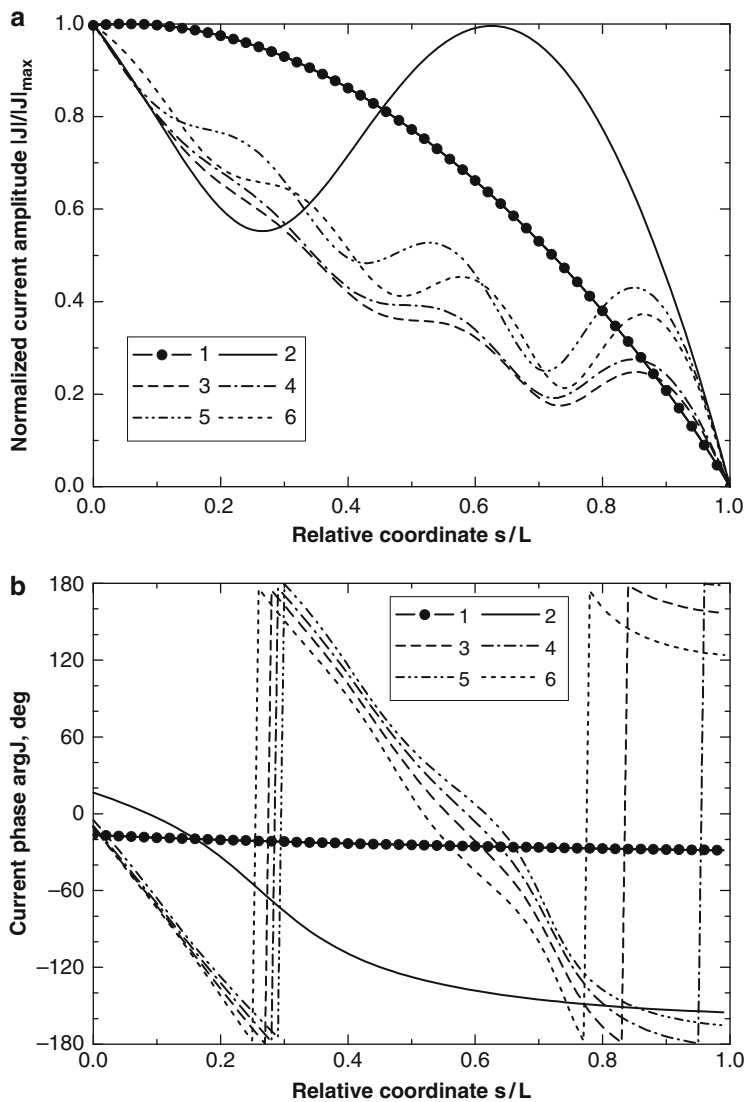 a
Normalized current amplitude |J|/|J|max
1.0
0.8
0.6
0.4
0.2
0.0
1 2
3 4
5 6
0.0 0.2 0.4 0.6 0.8 1.0
Relative coordinate s/L
b
Current phase argJ, deg
180
120
60
0
−60
−120
−180
1 2
3 4
5 6
0.0 0.2 0.4 0.6 0.8 1.0
Relative coordinate s/L